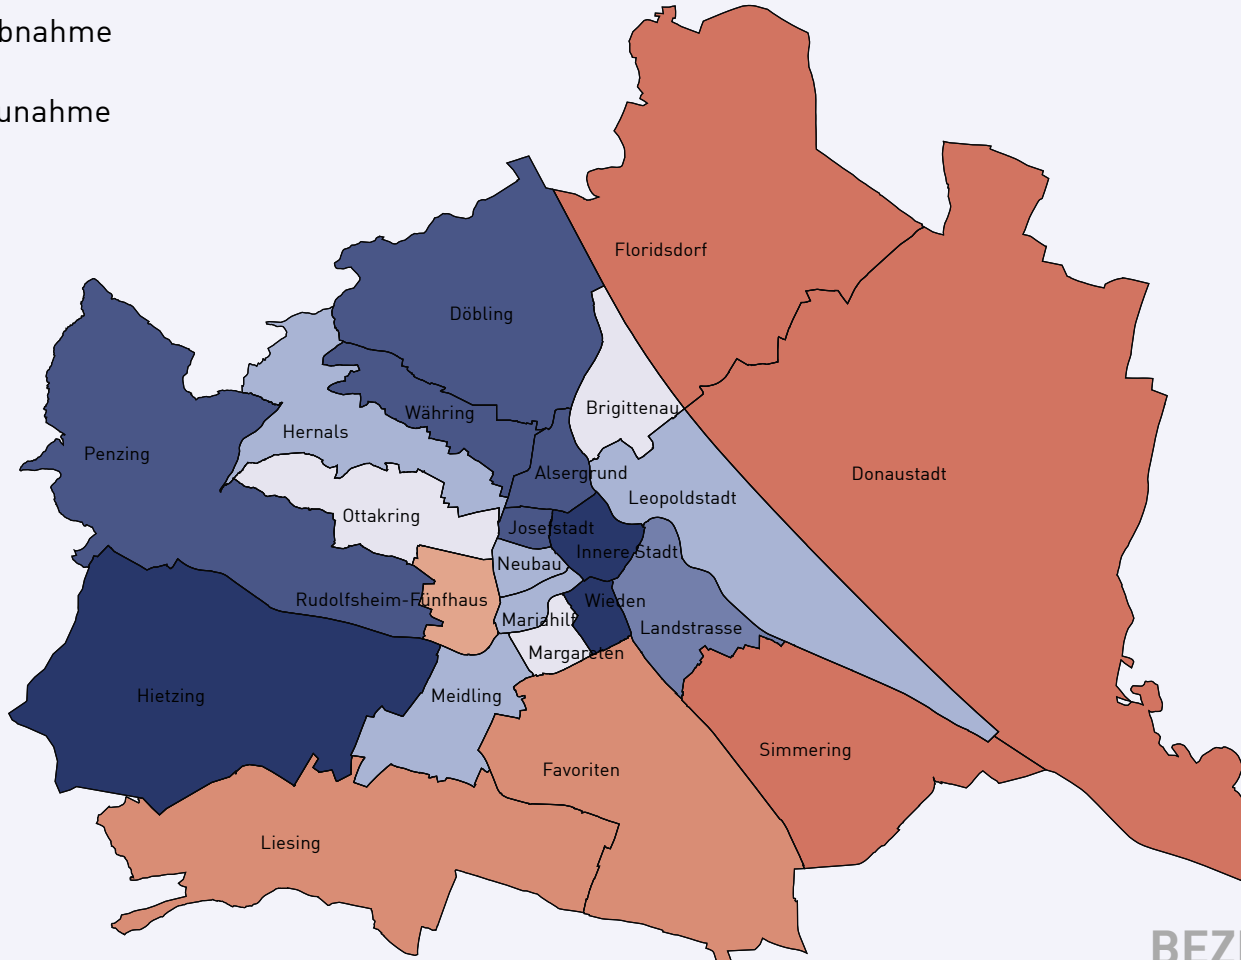 bnahme
unahme
Floridsdorf
Döbling
Brigittenau
Währing
Hernals
Penzing
Alsergrund
Donaustadt
Leopoldstadt
Ottakring
Josefstadt
Innere Stadt
Neubau
Rudolfsheim-Fünfhaus
Wieden
Mariahilf
Landstrasse
Margareten
Hietzing
Meidling
Simmering
Favoriten
Liesing
BEZI